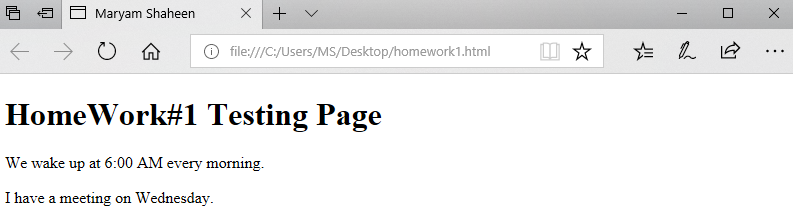 Maryam Shaheen
file:///C:/Users/MS/Desktop/homework1.html
HomeWork#1 Testing Page
We wake up at 6:00 AM every morning.
I have a meeting on Wednesday.